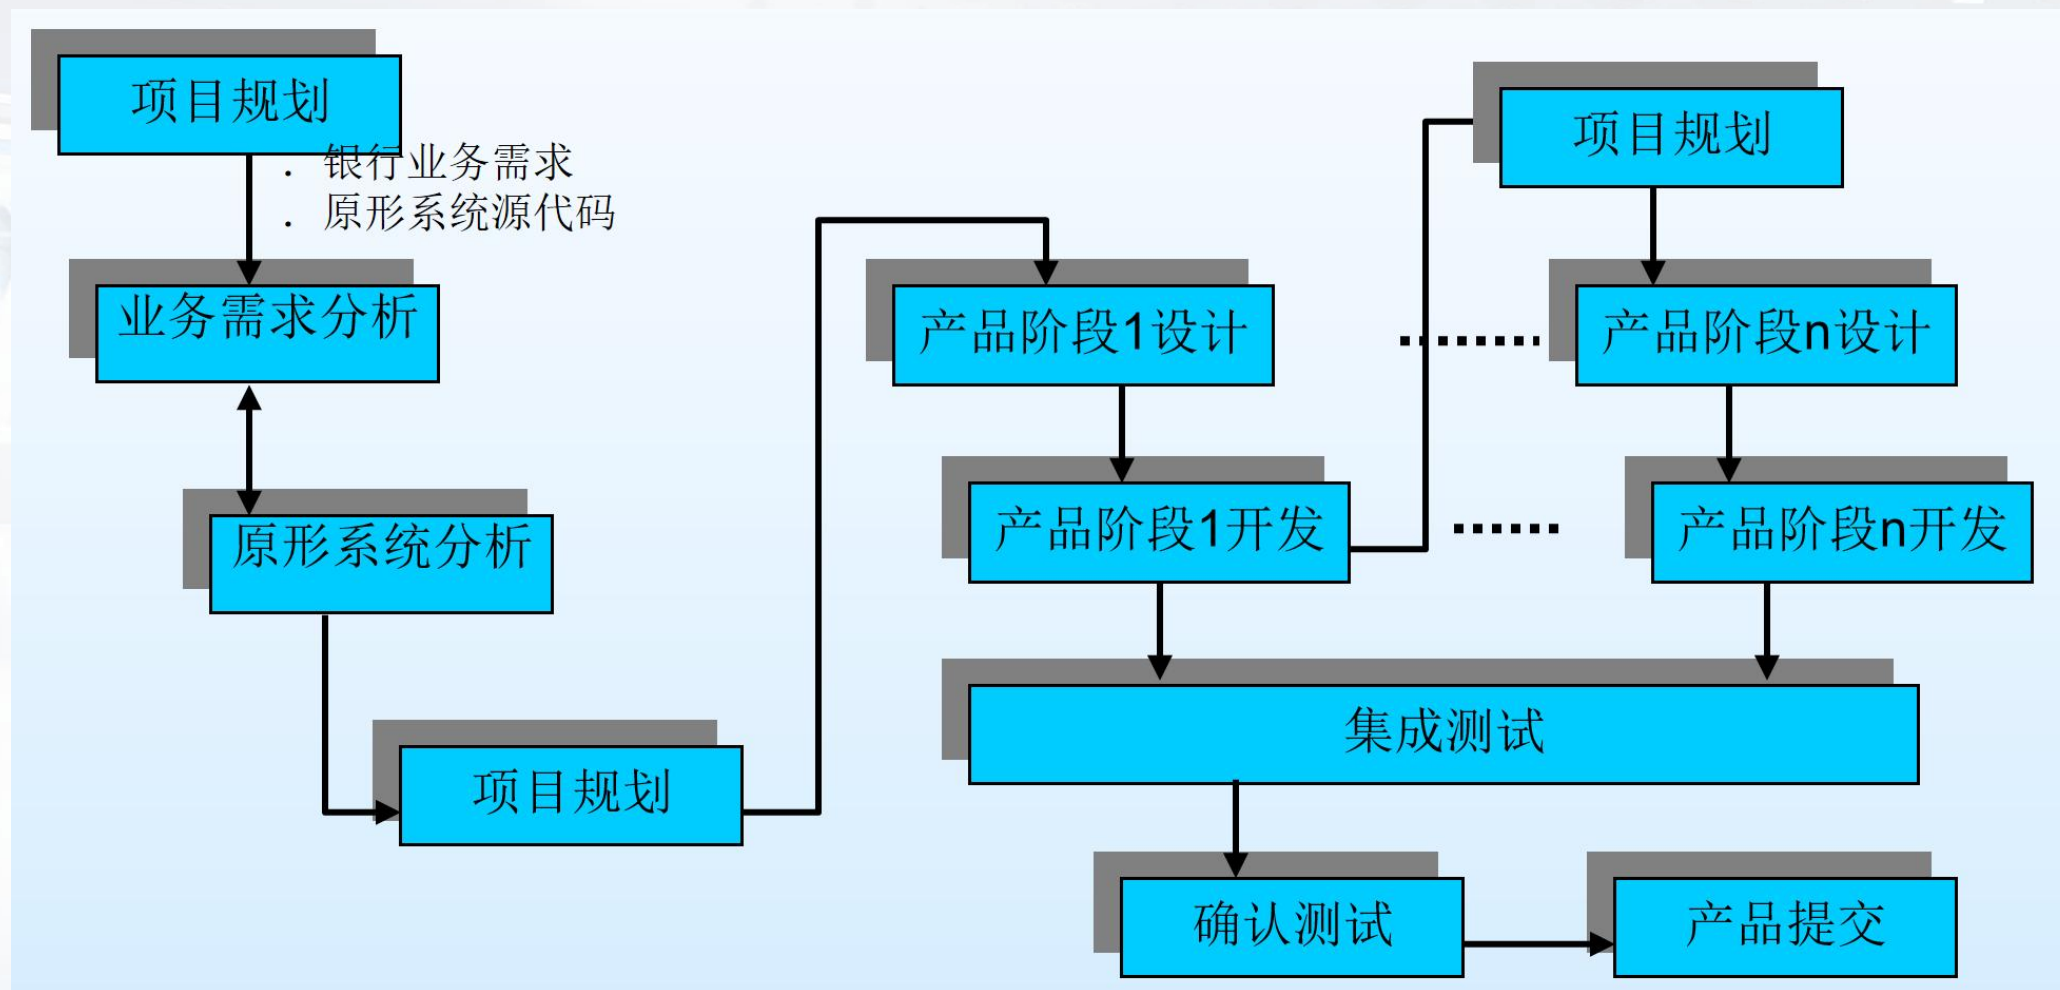 项目规划
. 银行业务需求
. 原形系统源代码
业务需求分析
原形系统分析
项目规划
产品阶段1设计
产品阶段1开发
项目规划
产品阶段n设计
产品阶段n开发
集成测试
确认测试
产品提交